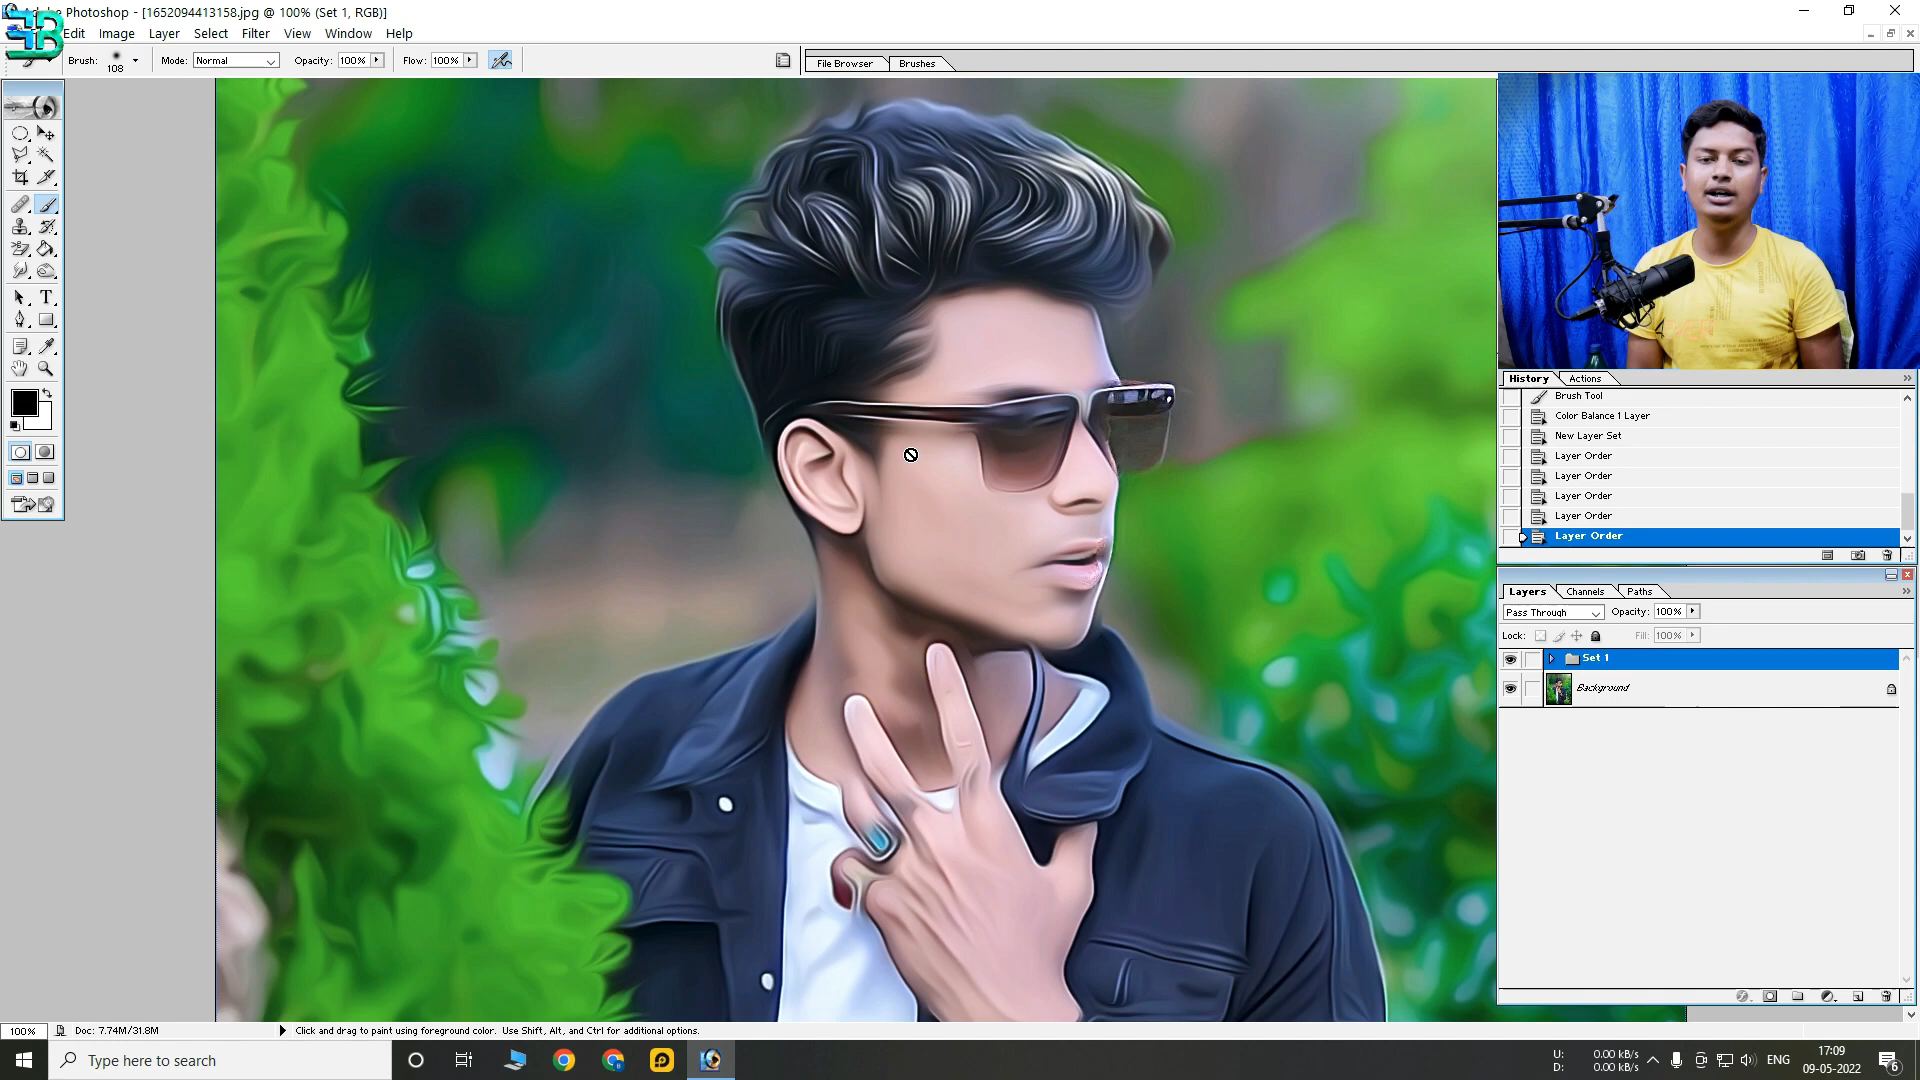 Photoshop - [1652094413158.jpg @ 100% (Set 1, RGB)]
Edit Image Layer Select Filter View Window Help
Brush: 108 Mode: Normal Opacity: 100% Flow: 100% File Browser Brushes
History Actions
Brush Tool
Color Balance 1 Layer
New Layer Set
Layer Order
Layer Order
Layer Order
Layer Order
Layer Order
Layers Channels Paths
Pass Through Opacity: 100%
Lock: Fill: 100%
Set 1
Background
100% Doc: 7.74M/31.8M Click and drag to paint using foreground color. Use Shift, Alt, and Ctrl for additional options.
Type here to search
U: 0.00 kB/s
D: 0.00 kB/s
ENG
17:09
09-05-2022
6